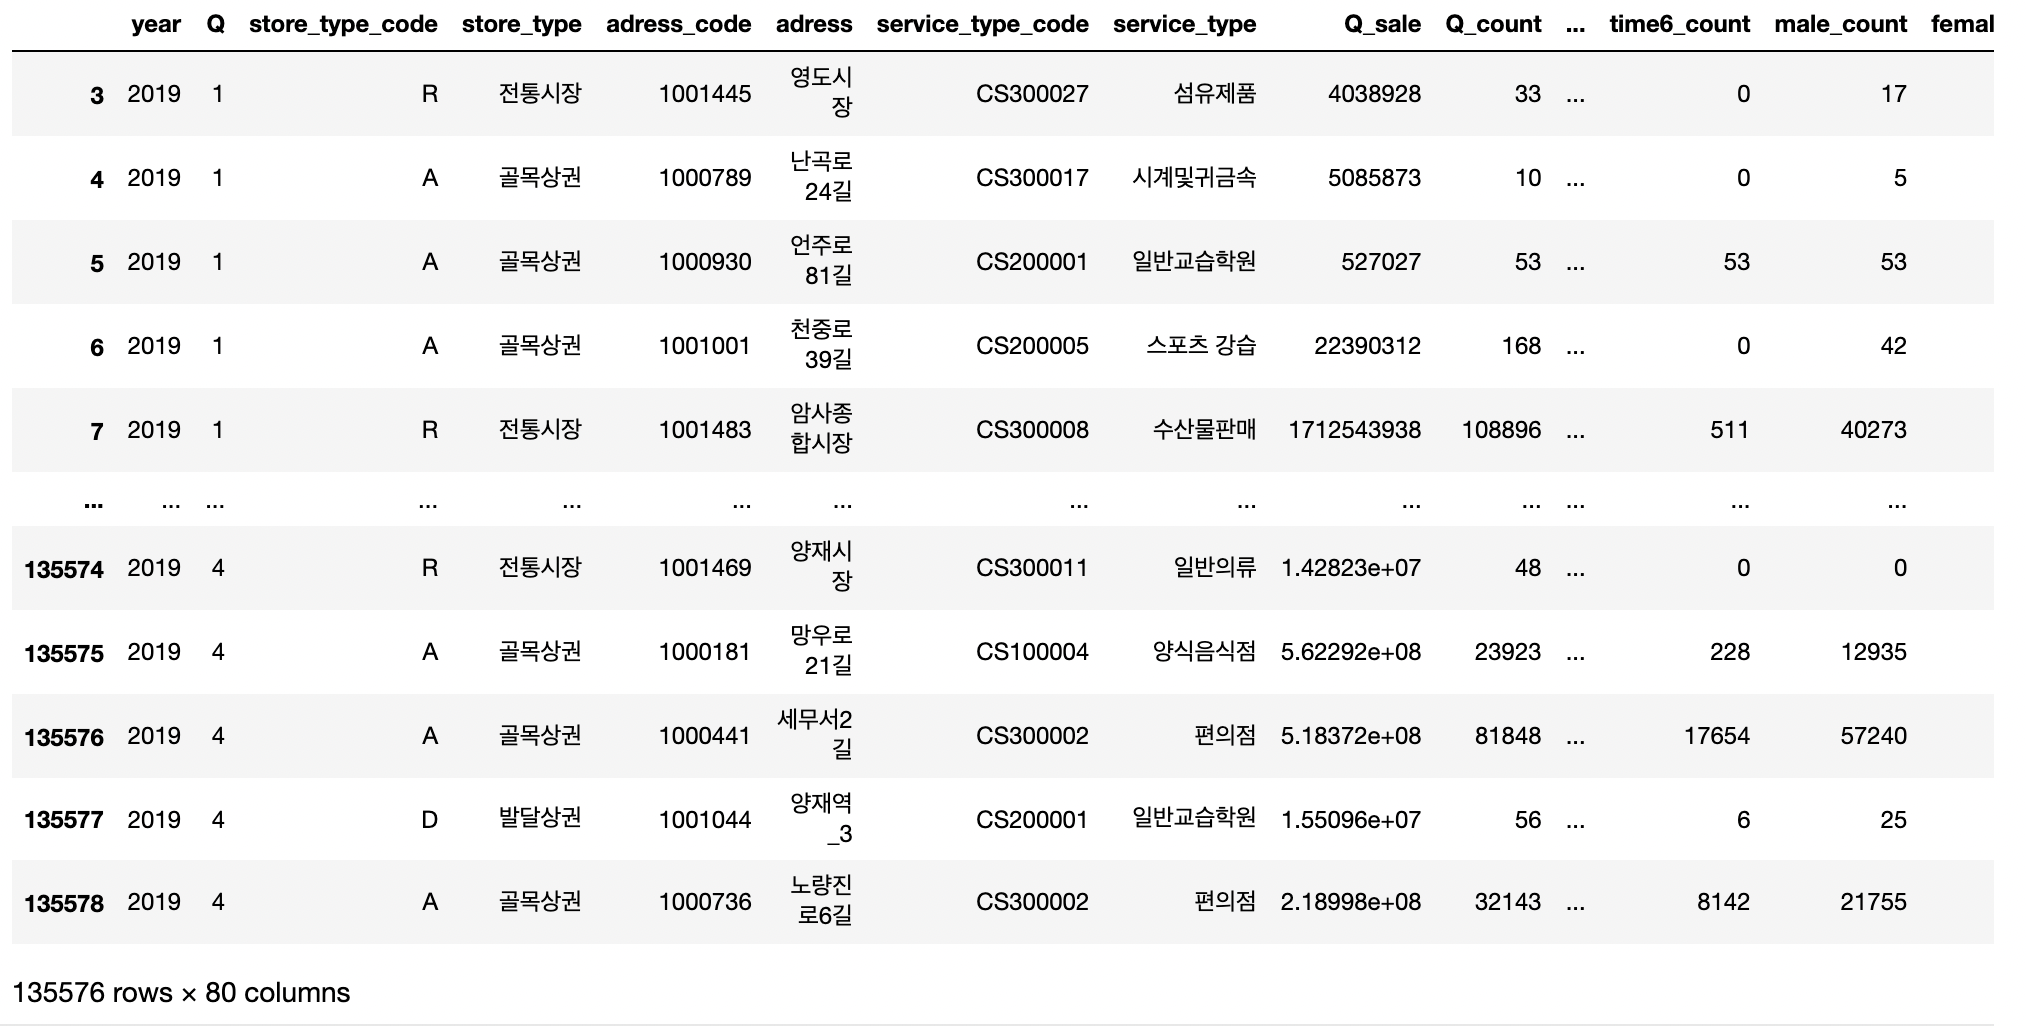 year Q store_type_code store_type adress_code adress service_type_code service_type Q_sale Q_count ... time6_count male_count femal
3 2019 1 R 전통시장 1001445 영도시장 CS300027 섬유제품 4038928 33 ... 0 17
4 2019 1 A 골목상권 1000789 난곡로24길 CS300017 시계및귀금속 5085873 10 ... 0 5
5 2019 1 A 골목상권 1000930 언주로81길 CS200001 일반교습학원 527027 53 ... 53 53
6 2019 1 A 골목상권 1001001 천중로39길 CS200005 스포츠 강습 22390312 168 ... 0 42
7 2019 1 R 전통시장 1001483 암사종합시장 CS300008 수산물판매 1712543938 108896 ... 511 40273
... ... ... ... ... ... ... ... ... ... ... ... ... ...
135574 2019 4 R 전통시장 1001469 양재시장 CS300011 일반의류 1.42823e+07 48 ... 0 0
135575 2019 4 A 골목상권 1000181 망우로21길 CS100004 양식음식점 5.62292e+08 23923 ... 228 12935
135576 2019 4 A 골목상권 1000441 세무서2길 CS300002 편의점 5.18372e+08 81848 ... 17654 57240
135577 2019 4 D 발달상권 1001044 양재역_3 CS200001 일반교습학원 1.55096e+07 56 ... 6 25
135578 2019 4 A 골목상권 1000736 노량진로6길 CS300002 편의점 2.18998e+08 32143 ... 8142 21755
135576 rows × 80 columns